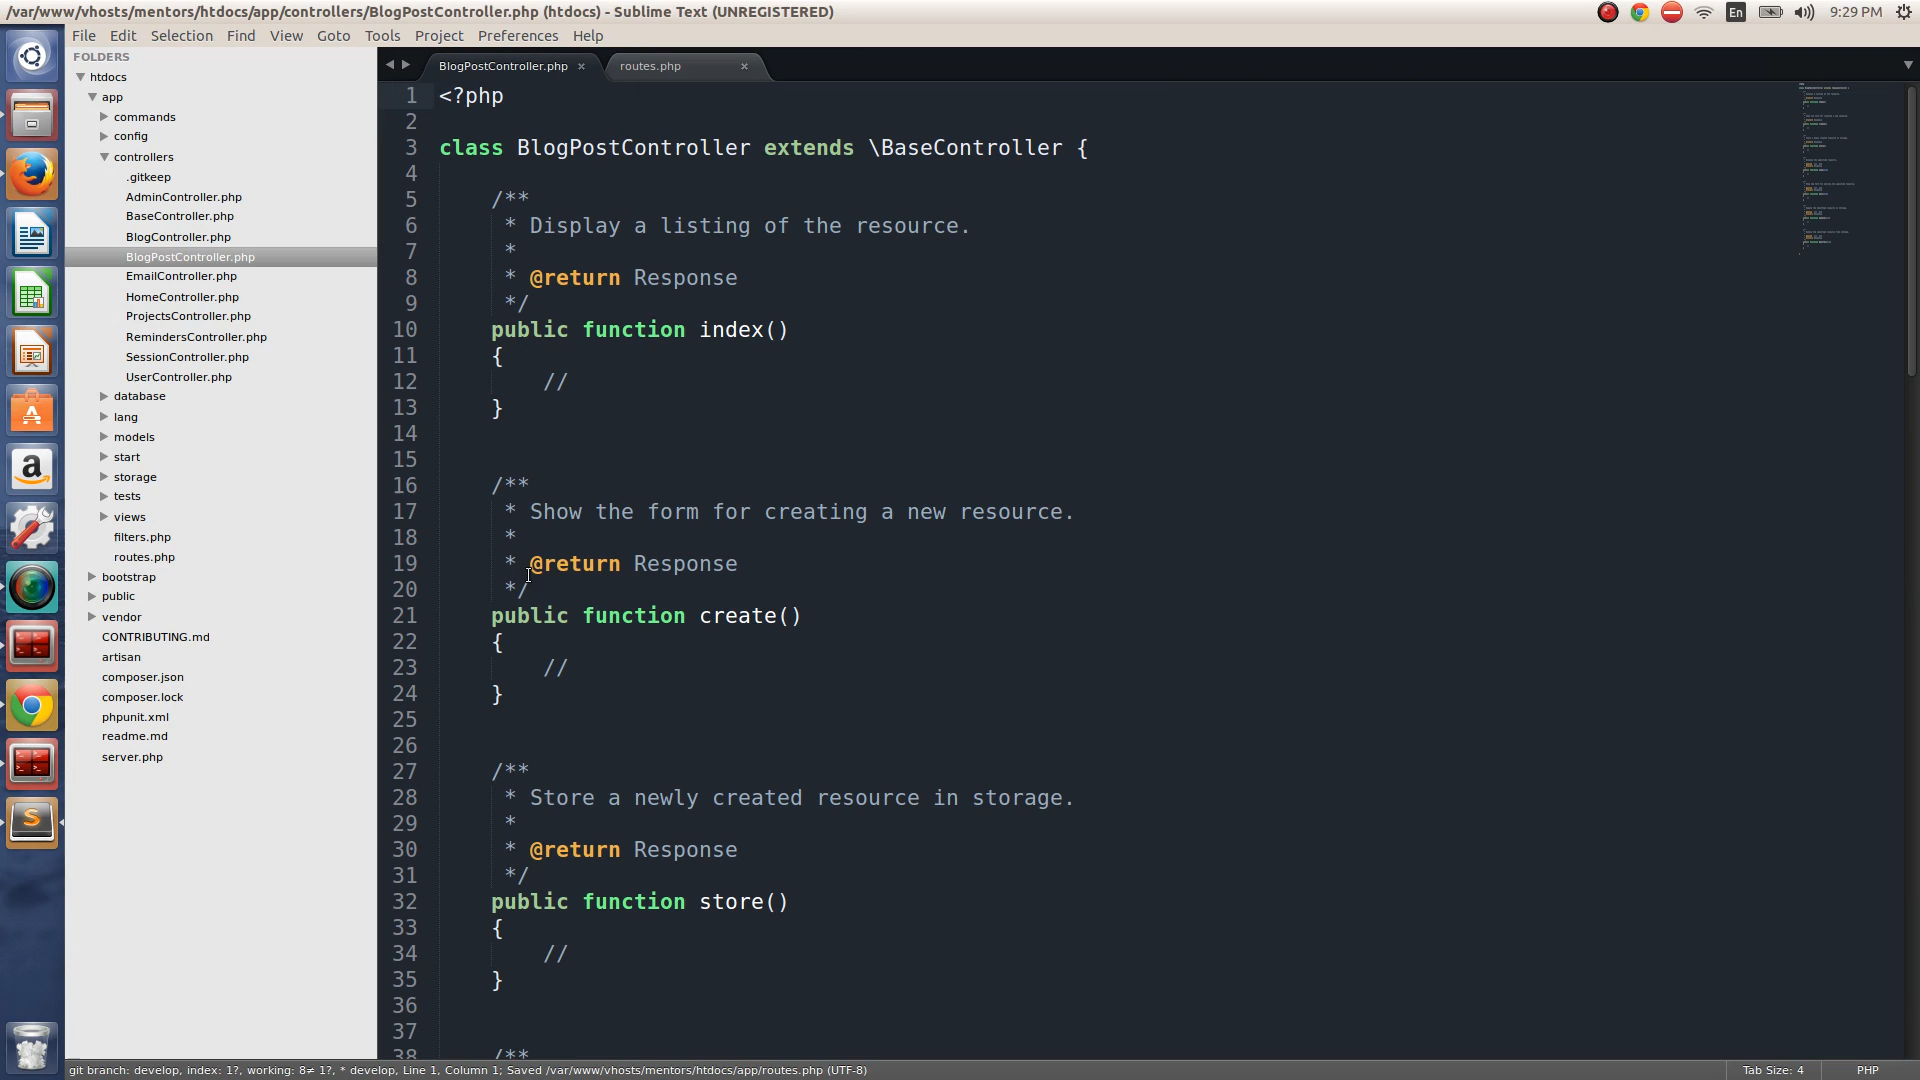 /var/www/vhosts/mentors/htdocs/app/controllers/BlogPostController.php (htdocs) - Sublime Text (UNREGISTERED)
En
9:29 PM
File Edit Selection Find View Goto Tools Project Preferences Help
FOLDERS
htdocs
app
commands
config
controllers
.gitkeep
AdminController.php
BaseController.php
BlogController.php
BlogPostController.php
EmailController.php
HomeController.php
ProjectsController.php
RemindersController.php
SessionController.php
UserController.php
database
lang
models
start
storage
tests
views
filters.php
routes.php
bootstrap
public
vendor
CONTRIBUTING.md
artisan
composer.json
composer.lock
phpunit.xml
readme.md
server.php
BlogPostController.php × routes.php ×
1 <?php
2
3 class BlogPostController extends \BaseController {
4
5 /**
6 * Display a listing of the resource.
7 *
8 * @return Response
9 */
10 public function index()
11 {
12 //
13 }
14
15
16 /**
17 * Show the form for creating a new resource.
18 *
19 * @return Response
20 */
21 public function create()
22 {
23 //
24 }
25
26
27 /**
28 * Store a newly created resource in storage.
29 *
30 * @return Response
31 */
32 public function store()
33 {
34 //
35 }
36
37
38 /**
git branch: develop, index: 1?, working: 8≠ 1?, * develop, Line 1, Column 1; Saved /var/www/vhosts/mentors/htdocs/app/routes.php (UTF-8)
Tab Size: 4
PHP